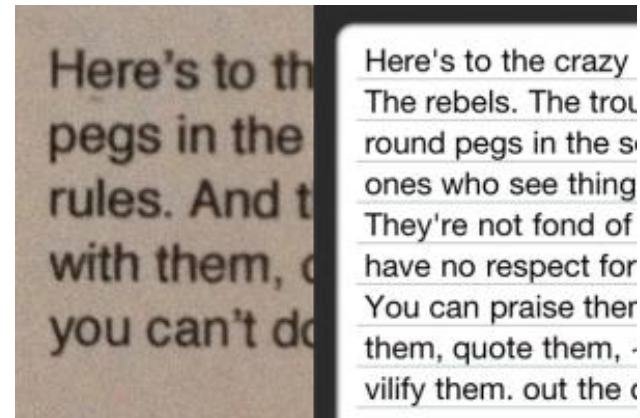 Here's to th
pegs in the
rules. And t
with them,
you can't do
Here's to the crazy
The rebels. The trou
round pegs in the s
ones who see thing
They're not fond of
have no respect for
You can praise ther
them, quote them, -
vilify them. out the